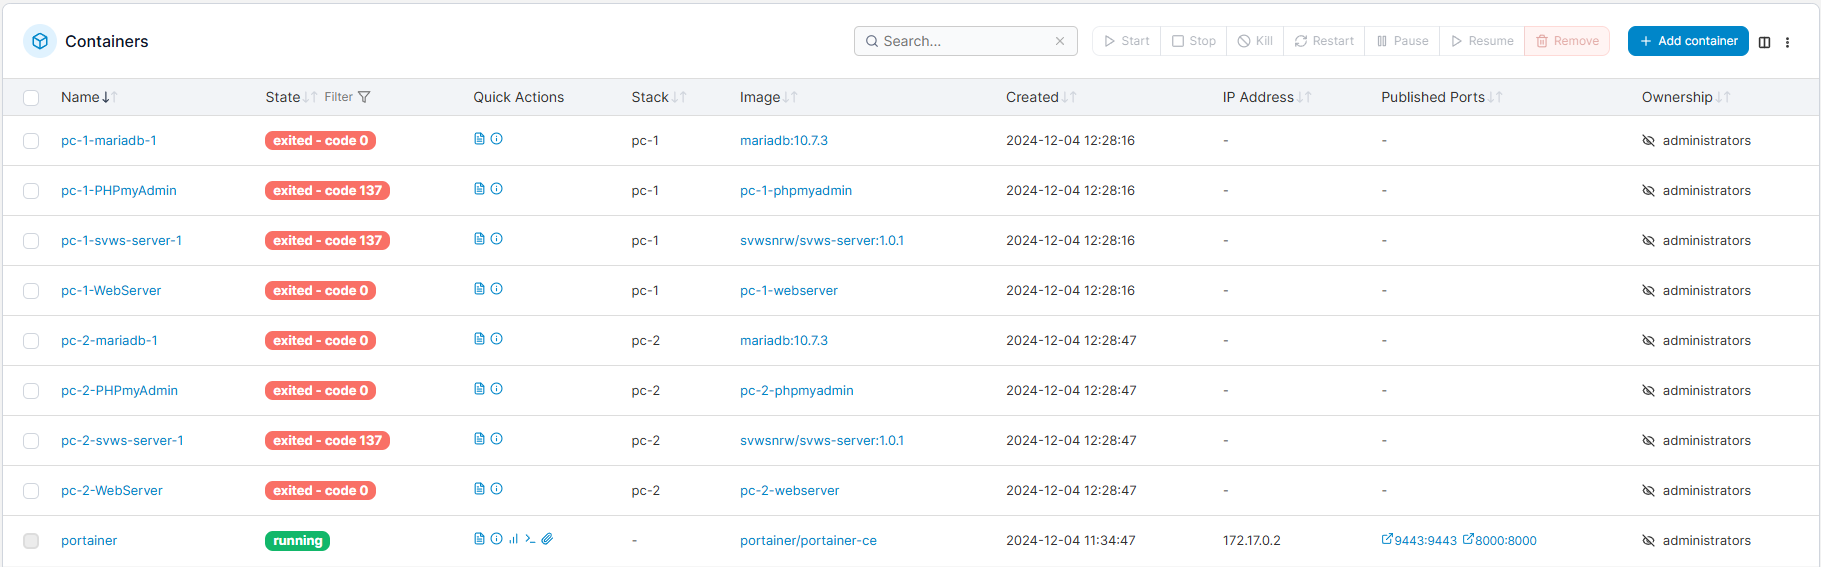 Containers Search... Start Stop Kill Restart Pause Resume Remove + Add container
Name State Filter Quick Actions Stack Image Created IP Address Published Ports Ownership
pc-1-mariadb-1 exited - code 0 pc-1 mariadb:10.7.3 2024-12-04 12:28:16 - - administrators
pc-1-PHPmyAdmin exited - code 137 pc-1 pc-1-phpmyadmin 2024-12-04 12:28:16 - - administrators
pc-1-svws-server-1 exited - code 137 pc-1 svwsnrw/svws-server:1.0.1 2024-12-04 12:28:16 - - administrators
pc-1-WebServer exited - code 0 pc-1 pc-1-webserver 2024-12-04 12:28:16 - - administrators
pc-2-mariadb-1 exited - code 0 pc-2 mariadb:10.7.3 2024-12-04 12:28:47 - - administrators
pc-2-PHPmyAdmin exited - code 0 pc-2 pc-2-phpmyadmin 2024-12-04 12:28:47 - - administrators
pc-2-svws-server-1 exited - code 137 pc-2 svwsnrw/svws-server:1.0.1 2024-12-04 12:28:47 - - administrators
pc-2-WebServer exited - code 0 pc-2 pc-2-webserver 2024-12-04 12:28:47 - - administrators
portainer running - portainer/portainer-ce 2024-12-04 11:34:47 172.17.0.2 9443:9443 8000:8000 administrators